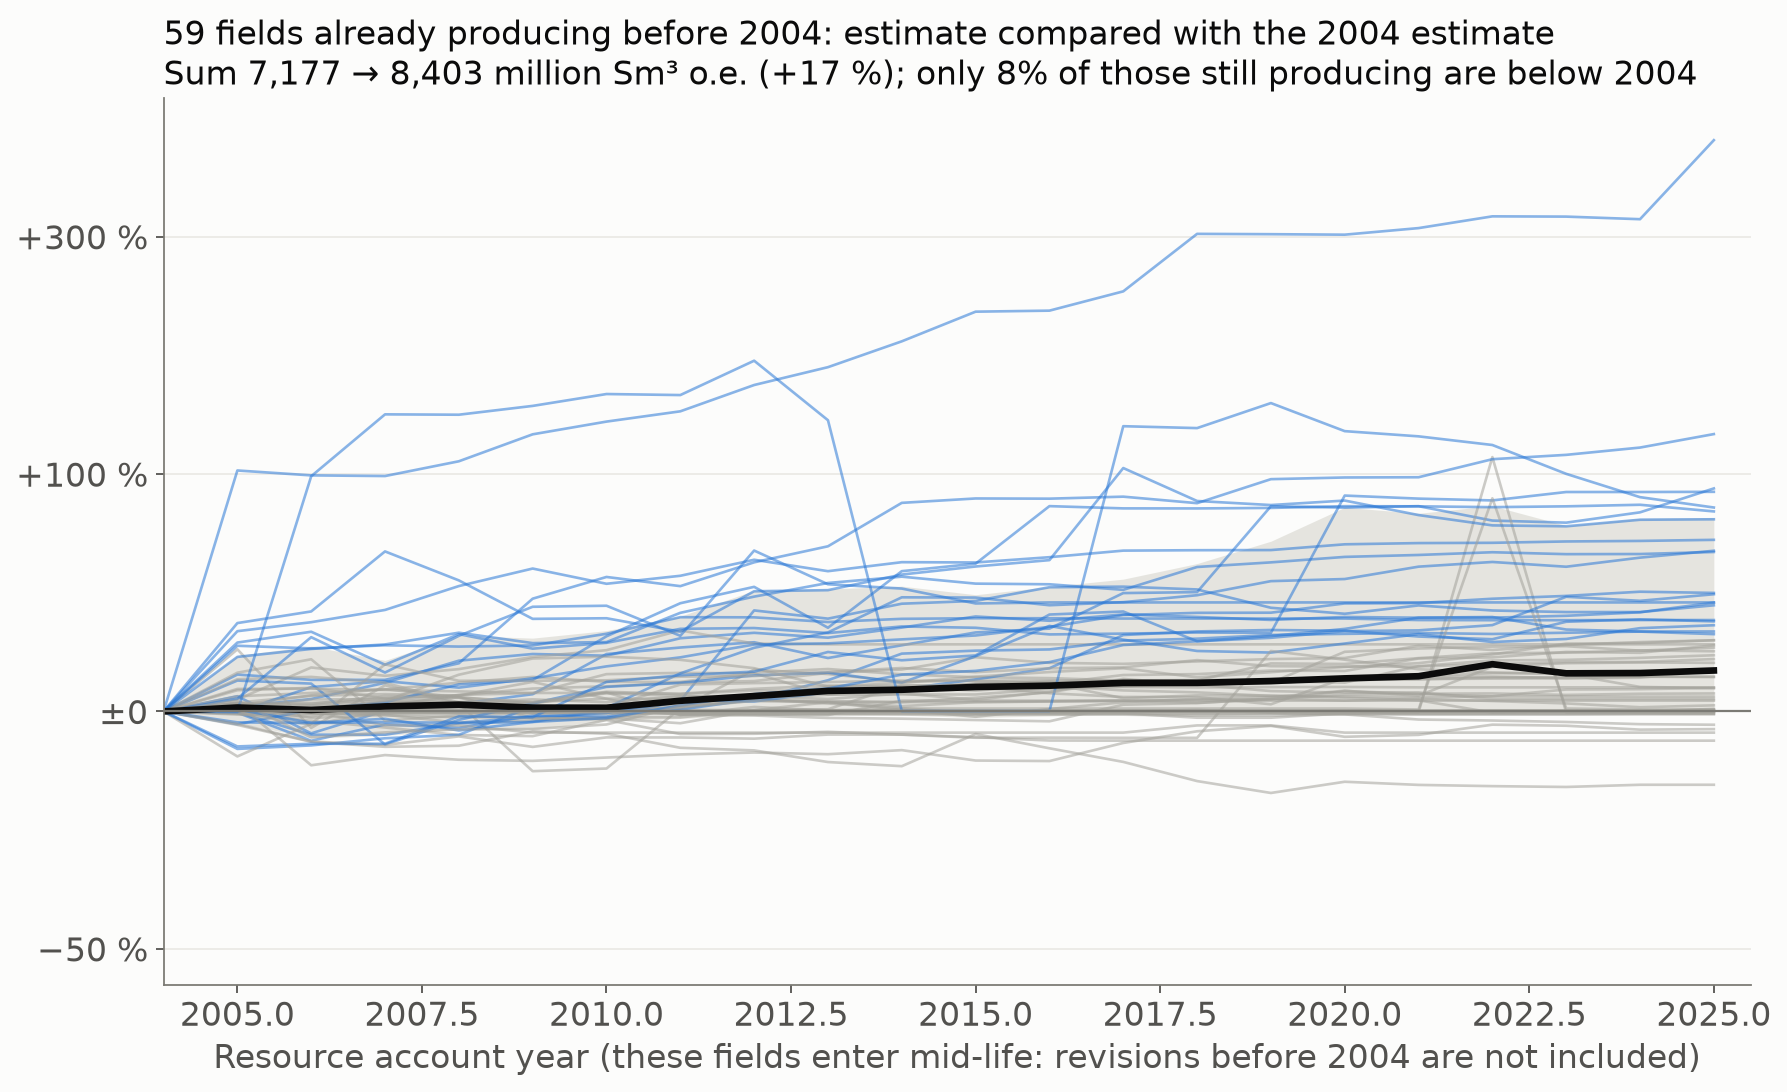 59 fields already producing before 2004: estimate compared with the 2004 estimate
Sum 7,177 → 8,403 million Sm³ o.e. (+17 %); only 8% of those still producing are below 2004
+300 %
+100 %
±0
−50 %
2005.0 2007.5 2010.0 2012.5 2015.0 2017.5 2020.0 2022.5 2025.0
Resource account year (these fields enter mid-life: revisions before 2004 are not included)